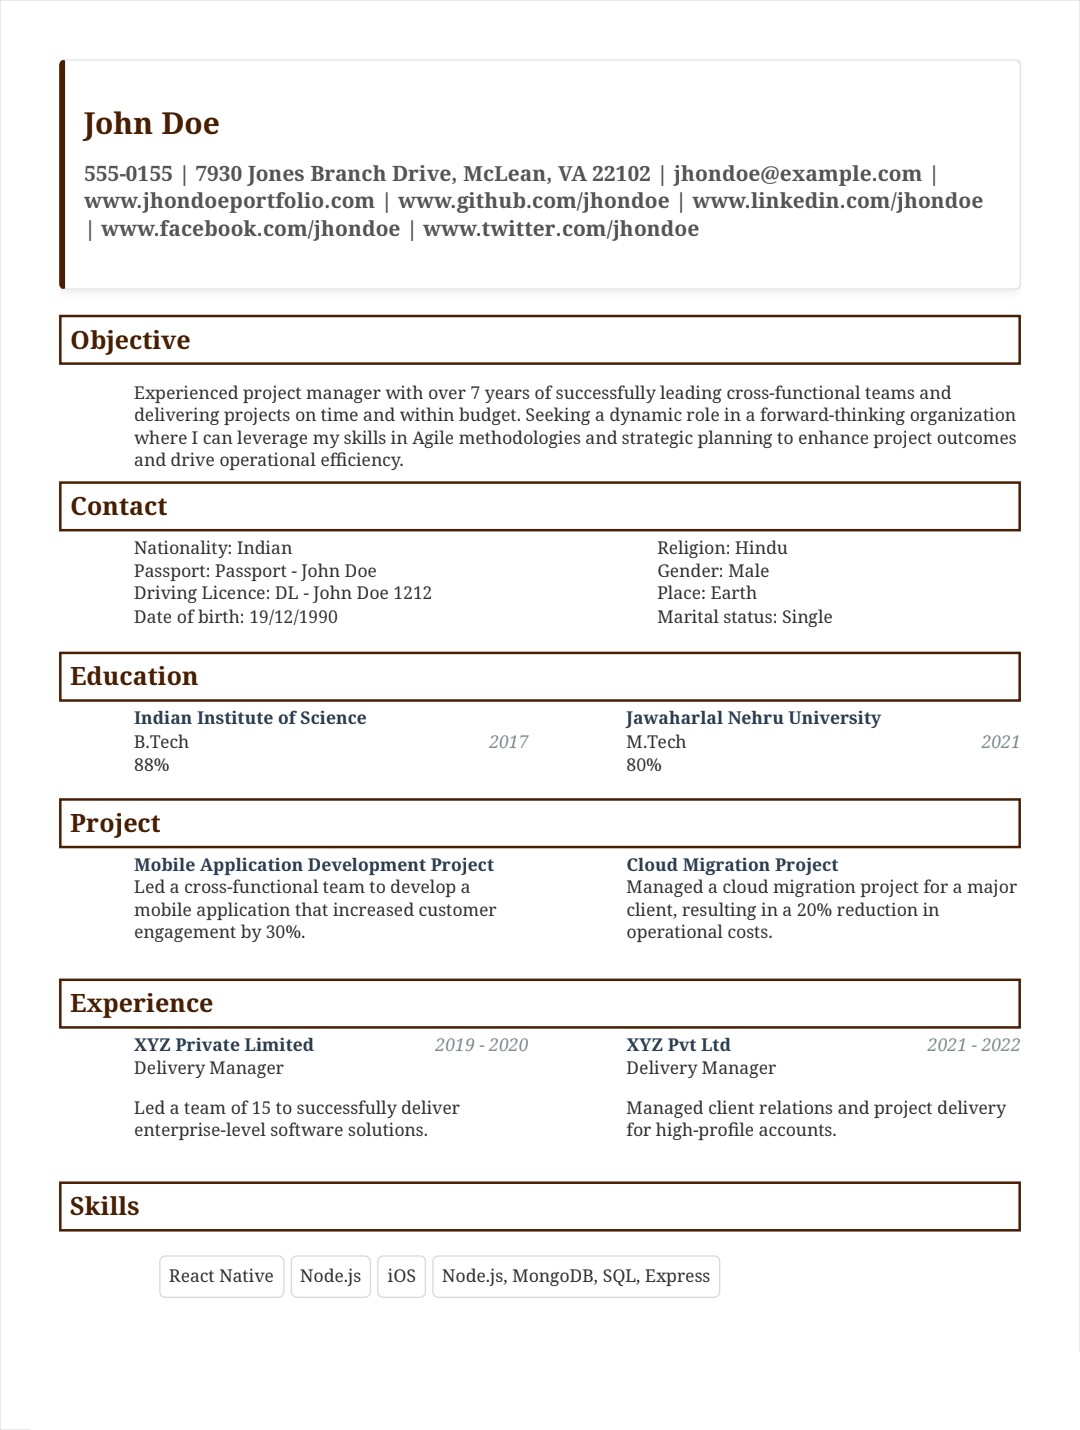 John Doe
555-0155 | 7930 Jones Branch Drive, McLean, VA 22102 | jhondoe@example.com |
www.jhondoeportfolio.com | www.github.com/jhondoe | www.linkedin.com/jhondoe
| www.facebook.com/jhondoe | www.twitter.com/jhondoe
Objective
Experienced project manager with over 7 years of successfully leading cross-functional teams and
delivering projects on time and within budget. Seeking a dynamic role in a forward-thinking organization
where I can leverage my skills in Agile methodologies and strategic planning to enhance project outcomes
and drive operational efficiency.
Contact
Nationality: Indian
Passport: Passport - John Doe
Driving Licence: DL - John Doe 1212
Date of birth: 19/12/1990
Religion: Hindu
Gender: Male
Place: Earth
Marital status: Single
Education
Indian Institute of Science
B.Tech 2017
88%
Jawaharlal Nehru University
M.Tech 2021
80%
Project
Mobile Application Development Project
Led a cross-functional team to develop a
mobile application that increased customer
engagement by 30%.
Cloud Migration Project
Managed a cloud migration project for a major
client, resulting in a 20% reduction in
operational costs.
Experience
XYZ Private Limited 2019 - 2020
Delivery Manager
Led a team of 15 to successfully deliver
enterprise-level software solutions.
XYZ Pvt Ltd 2021 - 2022
Delivery Manager
Managed client relations and project delivery
for high-profile accounts.
Skills
React Native Node.js iOS Node.js, MongoDB, SQL, Express